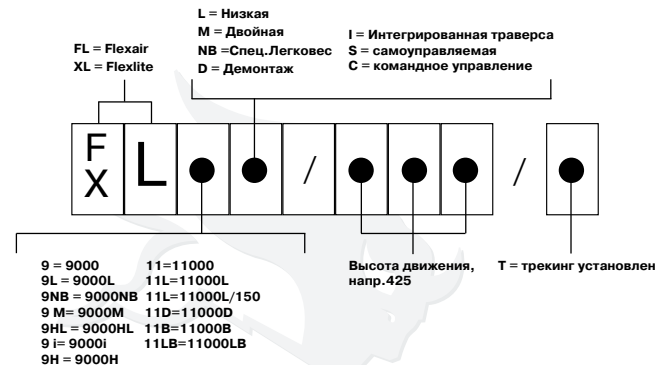 FL = Flexair
XL = Flexlite
L = Низкая
M = Двойная
NB =Спец.Легковес
D = Демонтаж
I = Интегрированная траверса
S = самоуправляемая
C = командное управление
F
X
L
/
/
9 = 9000
9L = 9000L
9NB = 9000NB
9 M= 9000M
9HL = 9000HL
9 i= 9000i
9H = 9000H
11=11000
11L=11000L
11L=11000L/150
11D=11000D
11B=11000B
11LB=11000LB
Высота движения,
напр.425
T = трекинг установлен